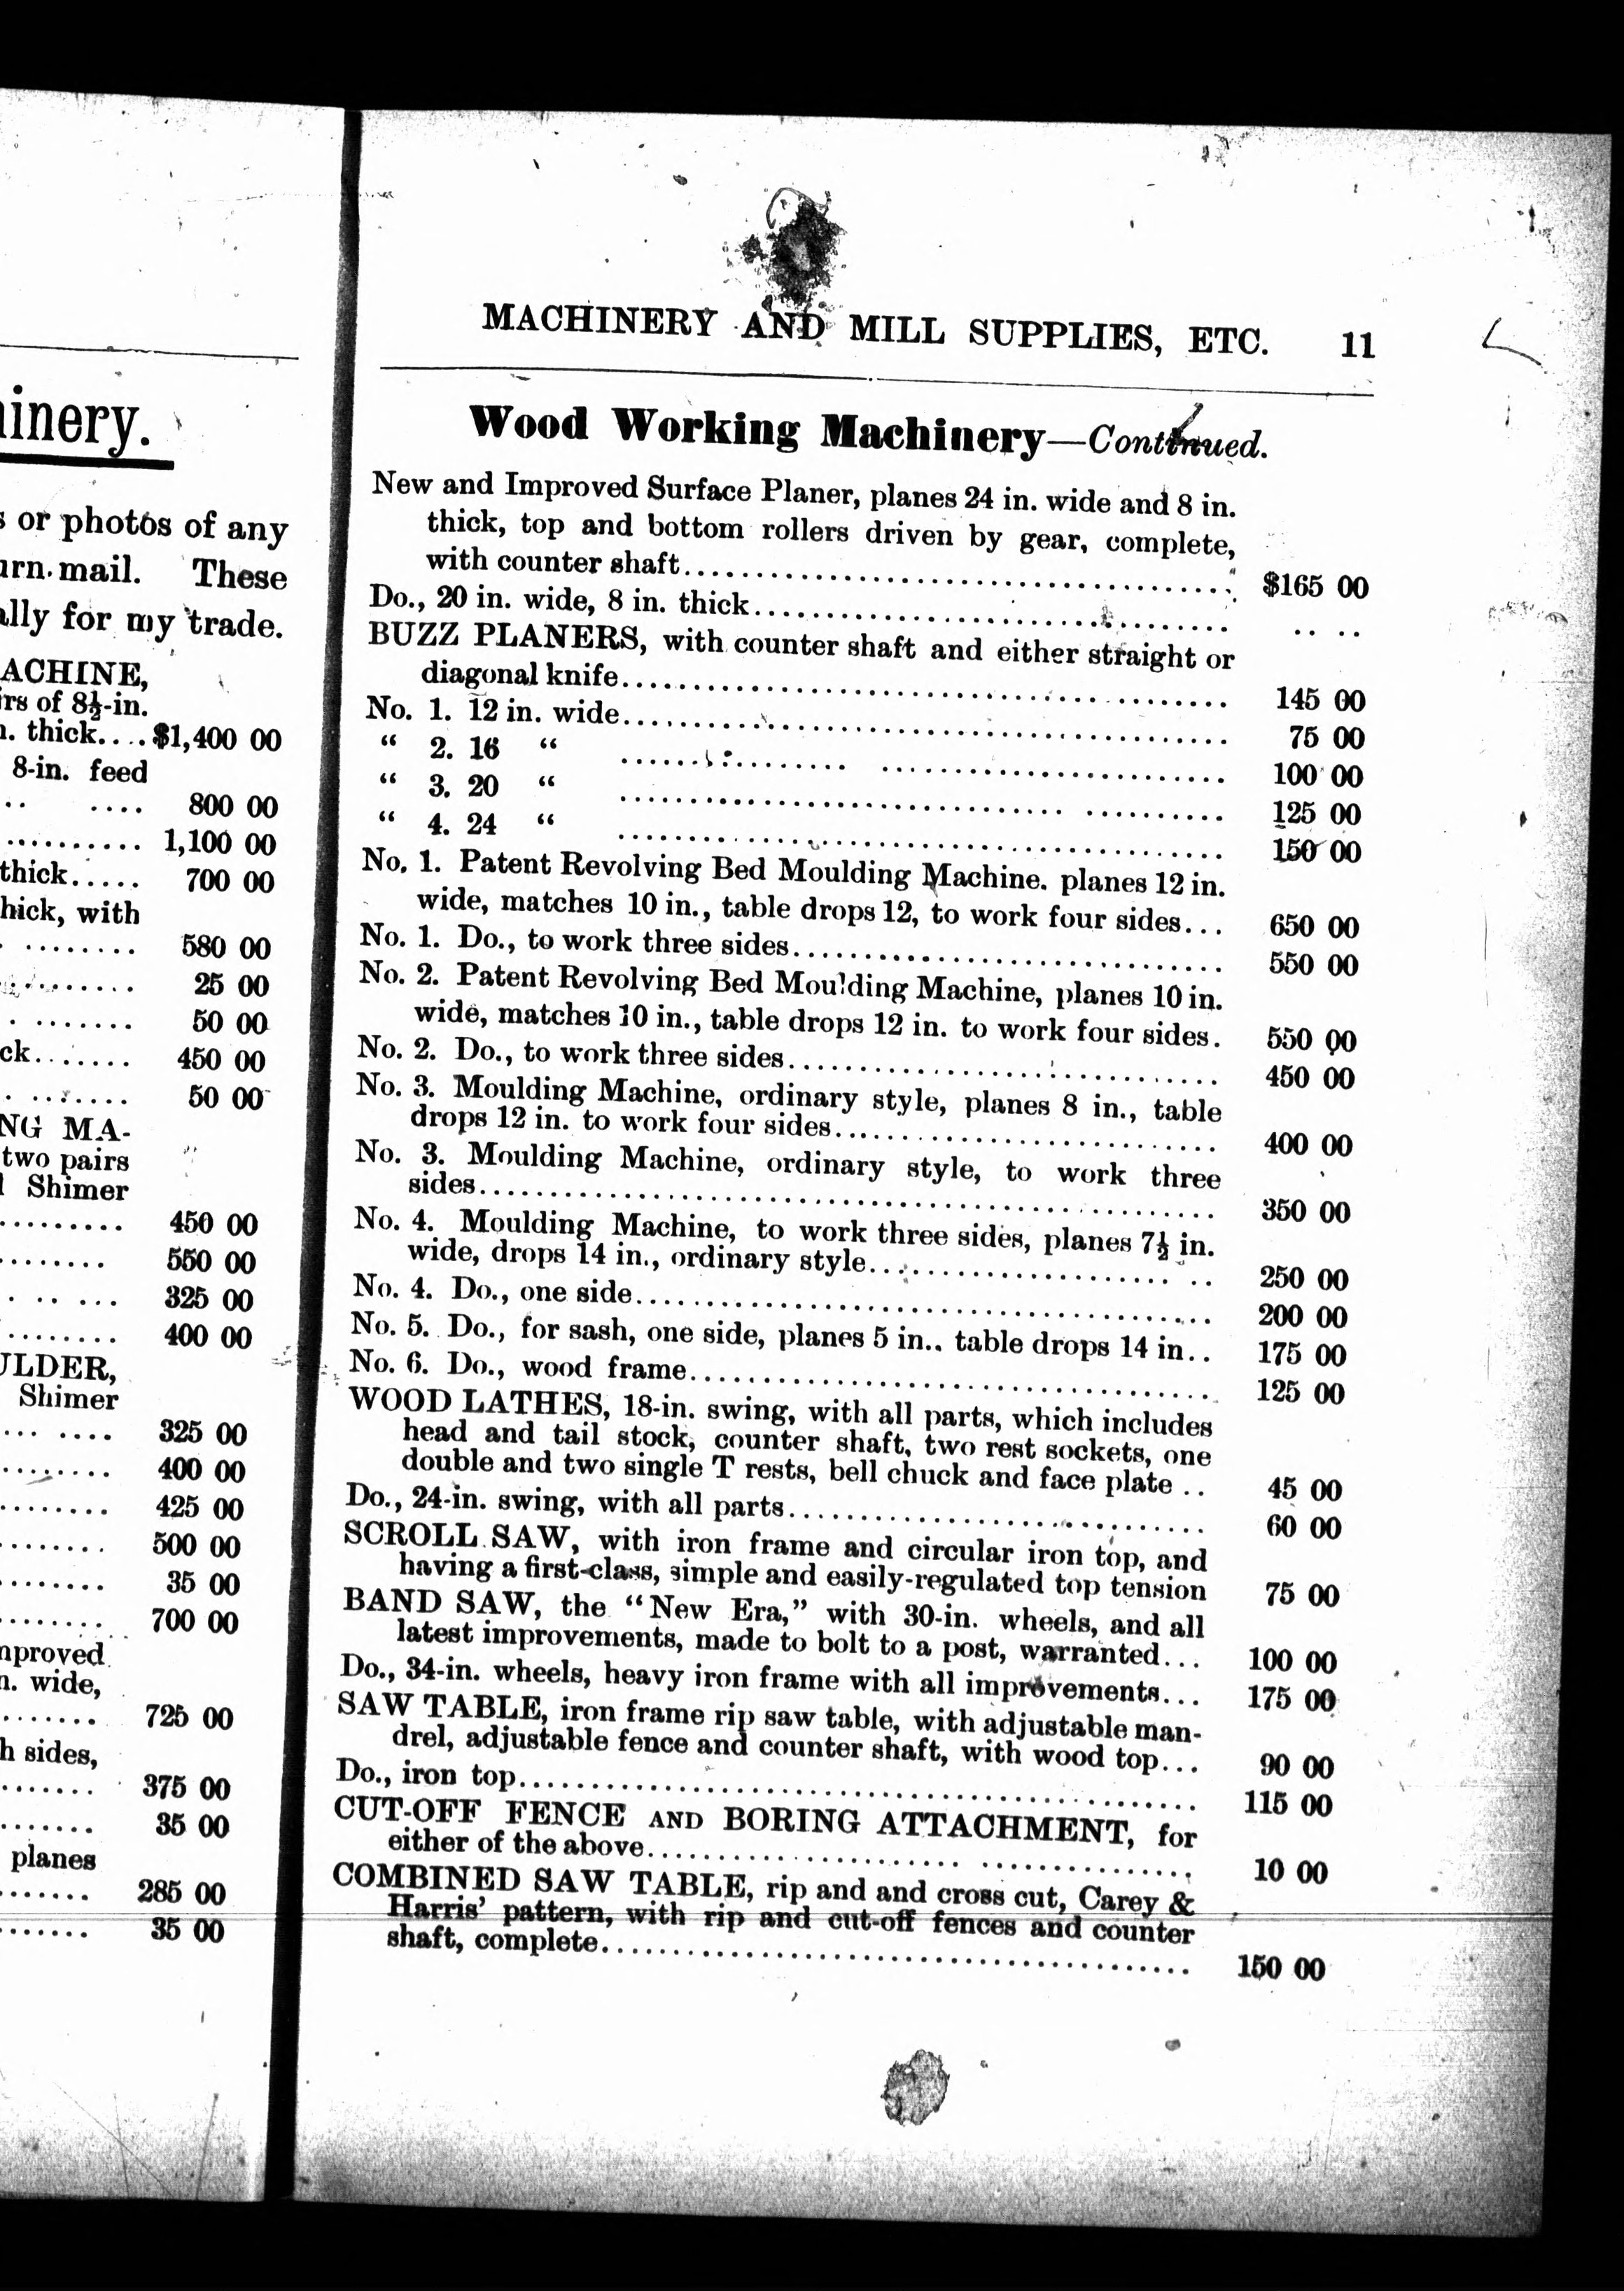 inery.
s or photos of any
urn mail. These
ally for my trade.
ACHINE,
irs of 8½-in.
n. thick.... $1,400 00
8-in. feed
.. .... 800 00
.......... 1,100 00
thick..... 700 00
hick, with
. ........ 580 00
......... 25 00
. ....... 50 00
ck....... 450 00
. ....... 50 00
NG MA-
two pairs
l Shimer
......... 450 00
........ 550 00
. .. ... 325 00
........ 400 00
ULDER,
Shimer
... .... 325 00
........ 400 00
........ 425 00
........ 500 00
........ 35 00
........ 700 00
mproved
n. wide,
....... 725 00
h sides,
....... 375 00
....... 35 00
planes
....... 285 00
....... 35 00
MACHINERY AND MILL SUPPLIES, ETC. 11
Wood Working Machinery—Continued.
New and Improved Surface Planer, planes 24 in. wide and 8 in.
thick, top and bottom rollers driven by gear, complete,
with counter shaft.................... $165 00
Do., 20 in. wide, 8 in. thick.................... .. ..
BUZZ PLANERS, with counter shaft and either straight or
diagonal knife.................... 145 00
No. 1. 12 in. wide.................... 75 00
“ 2. 16 “ .................... 100 00
“ 3. 20 “ .................... 125 00
“ 4. 24 “ .................... 150 00
No. 1. Patent Revolving Bed Moulding Machine. planes 12 in.
wide, matches 10 in., table drops 12, to work four sides... 650 00
No. 1. Do., to work three sides.................... 550 00
No. 2. Patent Revolving Bed Moulding Machine, planes 10 in.
wide, matches 10 in., table drops 12 in. to work four sides. 550 00
No. 2. Do., to work three sides.................... 450 00
No. 3. Moulding Machine, ordinary style, planes 8 in., table
drops 12 in. to work four sides.................... 400 00
No. 3. Moulding Machine, ordinary style, to work three
sides.................... 350 00
No. 4. Moulding Machine, to work three sides, planes 7½ in.
wide, drops 14 in., ordinary style.................... 250 00
No. 4. Do., one side.................... 200 00
No. 5. Do., for sash, one side, planes 5 in.. table drops 14 in.. 175 00
No. 6. Do., wood frame.................... 125 00
WOOD LATHES, 18-in. swing, with all parts, which includes
head and tail stock, counter shaft, two rest sockets, one
double and two single T rests, bell chuck and face plate .. 45 00
Do., 24-in. swing, with all parts.................... 60 00
SCROLL SAW, with iron frame and circular iron top, and
having a first-class, simple and easily-regulated top tension 75 00
BAND SAW, the “New Era,” with 30-in. wheels, and all
latest improvements, made to bolt to a post, warranted... 100 00
Do., 34-in. wheels, heavy iron frame with all improvements... 175 00
SAW TABLE, iron frame rip saw table, with adjustable man-
drel, adjustable fence and counter shaft, with wood top... 90 00
Do., iron top.................... 115 00
CUT-OFF FENCE AND BORING ATTACHMENT, for
either of the above.................... 10 00
COMBINED SAW TABLE, rip and and cross cut, Carey &
Harris’ pattern, with rip and cut-off fences and counter
shaft, complete.................... 150 00